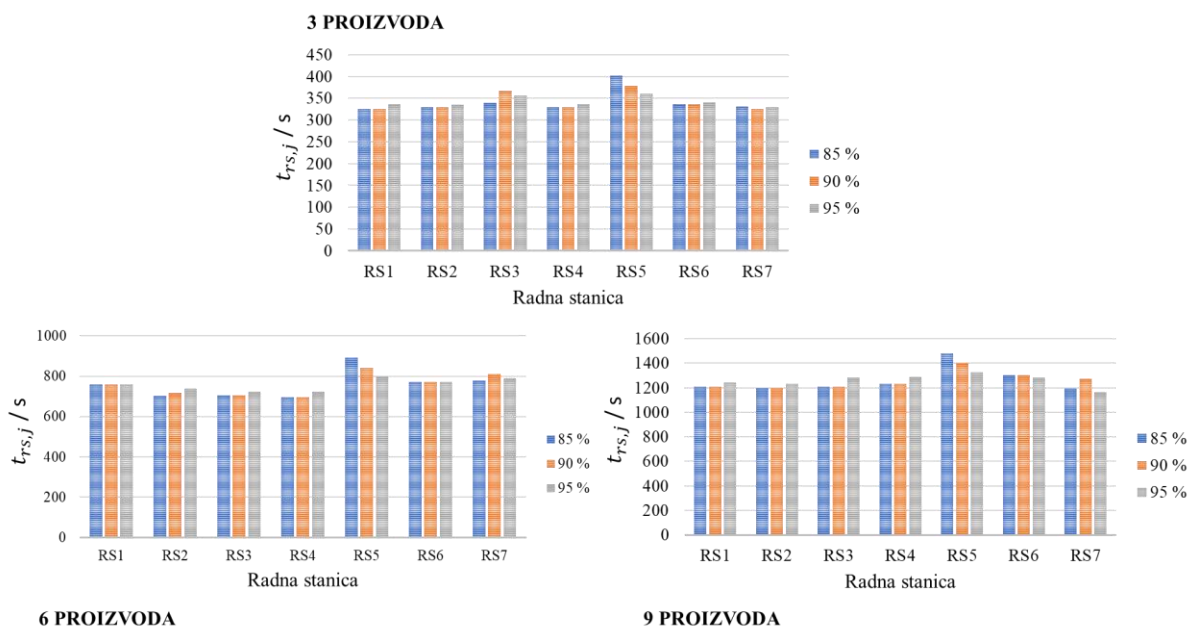 3 PROIZVODA
450
400
350
300
250
200
150
100
50
0
t_{rs,j} / s
RS1 RS2 RS3 RS4 RS5 RS6 RS7
Radna stanica
85 %
90 %
95 %
1000
800
600
400
200
0
t_{rs,j} / s
RS1 RS2 RS3 RS4 RS5 RS6 RS7
Radna stanica
85 %
90 %
95 %
6 PROIZVODA
1600
1400
1200
1000
800
600
400
200
0
t_{rs,j} / s
RS1 RS2 RS3 RS4 RS5 RS6 RS7
Radna stanica
85 %
90 %
95 %
9 PROIZVODA